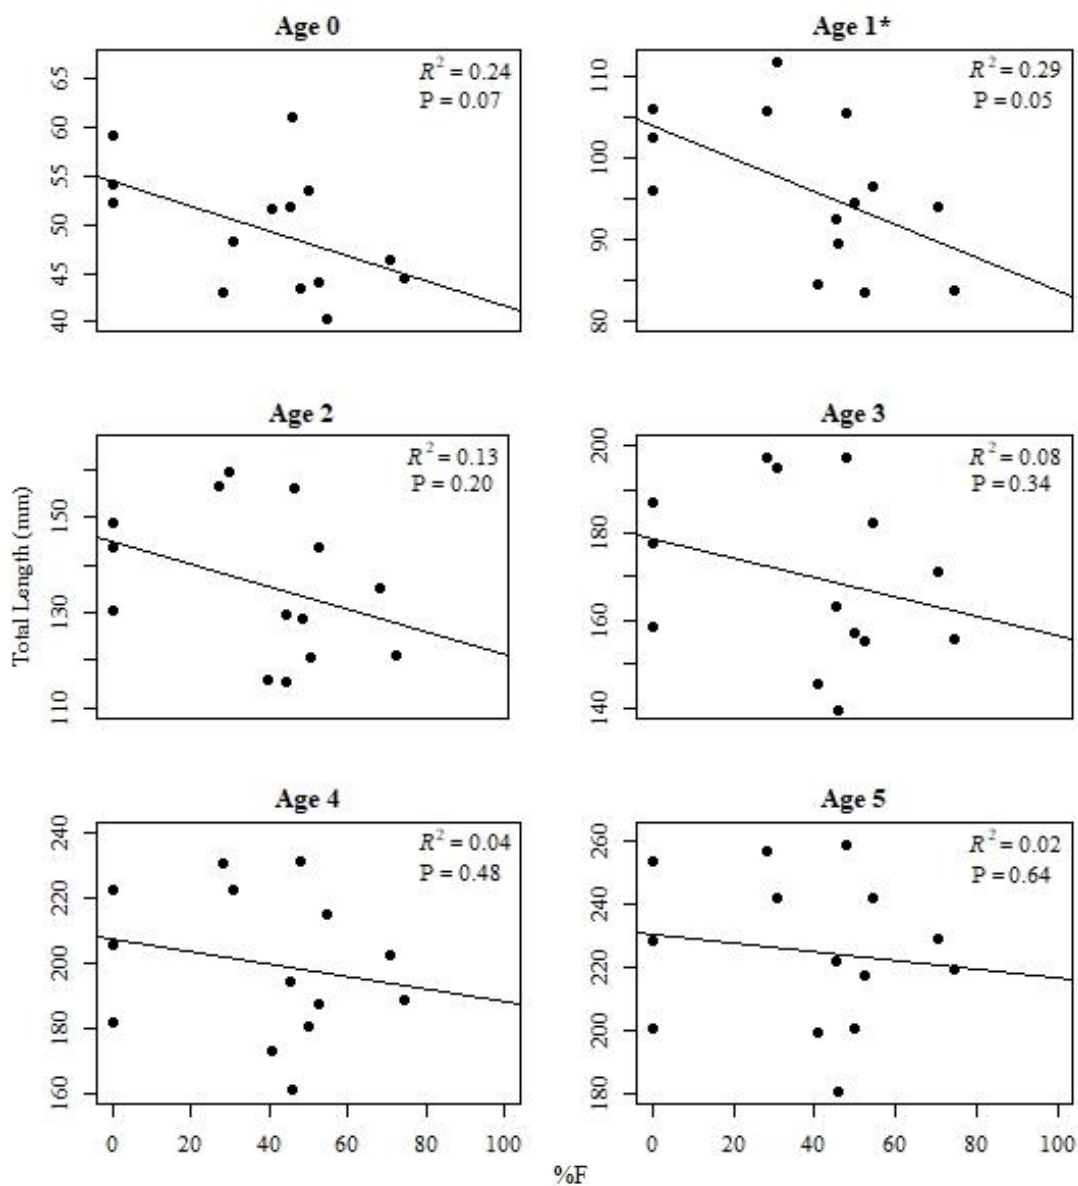 Age 0
R² = 0.24
P = 0.07
65
60
55
50
45
40
Age 1*
R² = 0.29
P = 0.05
110
100
90
80
Age 2
R² = 0.13
P = 0.20
150
130
110
Age 3
R² = 0.08
P = 0.34
200
180
160
140
Total Length (mm)
Age 4
R² = 0.04
P = 0.48
240
220
200
180
160
0 20 40 60 80 100
Age 5
R² = 0.02
P = 0.64
260
240
220
200
180
0 20 40 60 80 100
%F